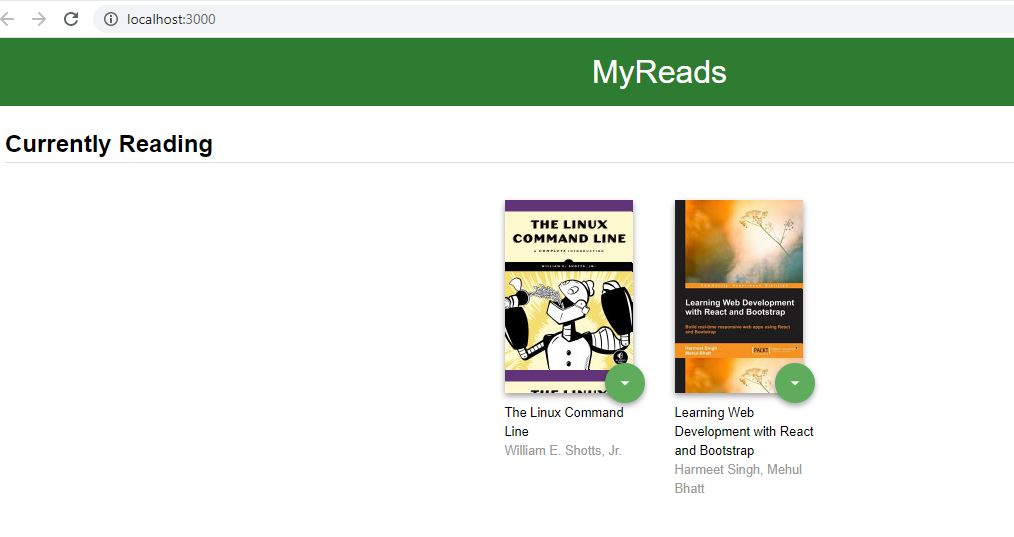 localhost:3000
MyReads
Currently Reading
THE LINUX
COMMAND LINE
A COMPLETE INTRODUCTION
WILLIAM E. SHOTTS, JR.
THE LINUX
Learning Web Development
with React and Bootstrap
Build real-time responsive web apps using React
and Bootstrap
Harmeet Singh
Mehul Bhatt
PACKT
The Linux Command
Line
William E. Shotts, Jr.
Learning Web
Development with React
and Bootstrap
Harmeet Singh, Mehul
Bhatt